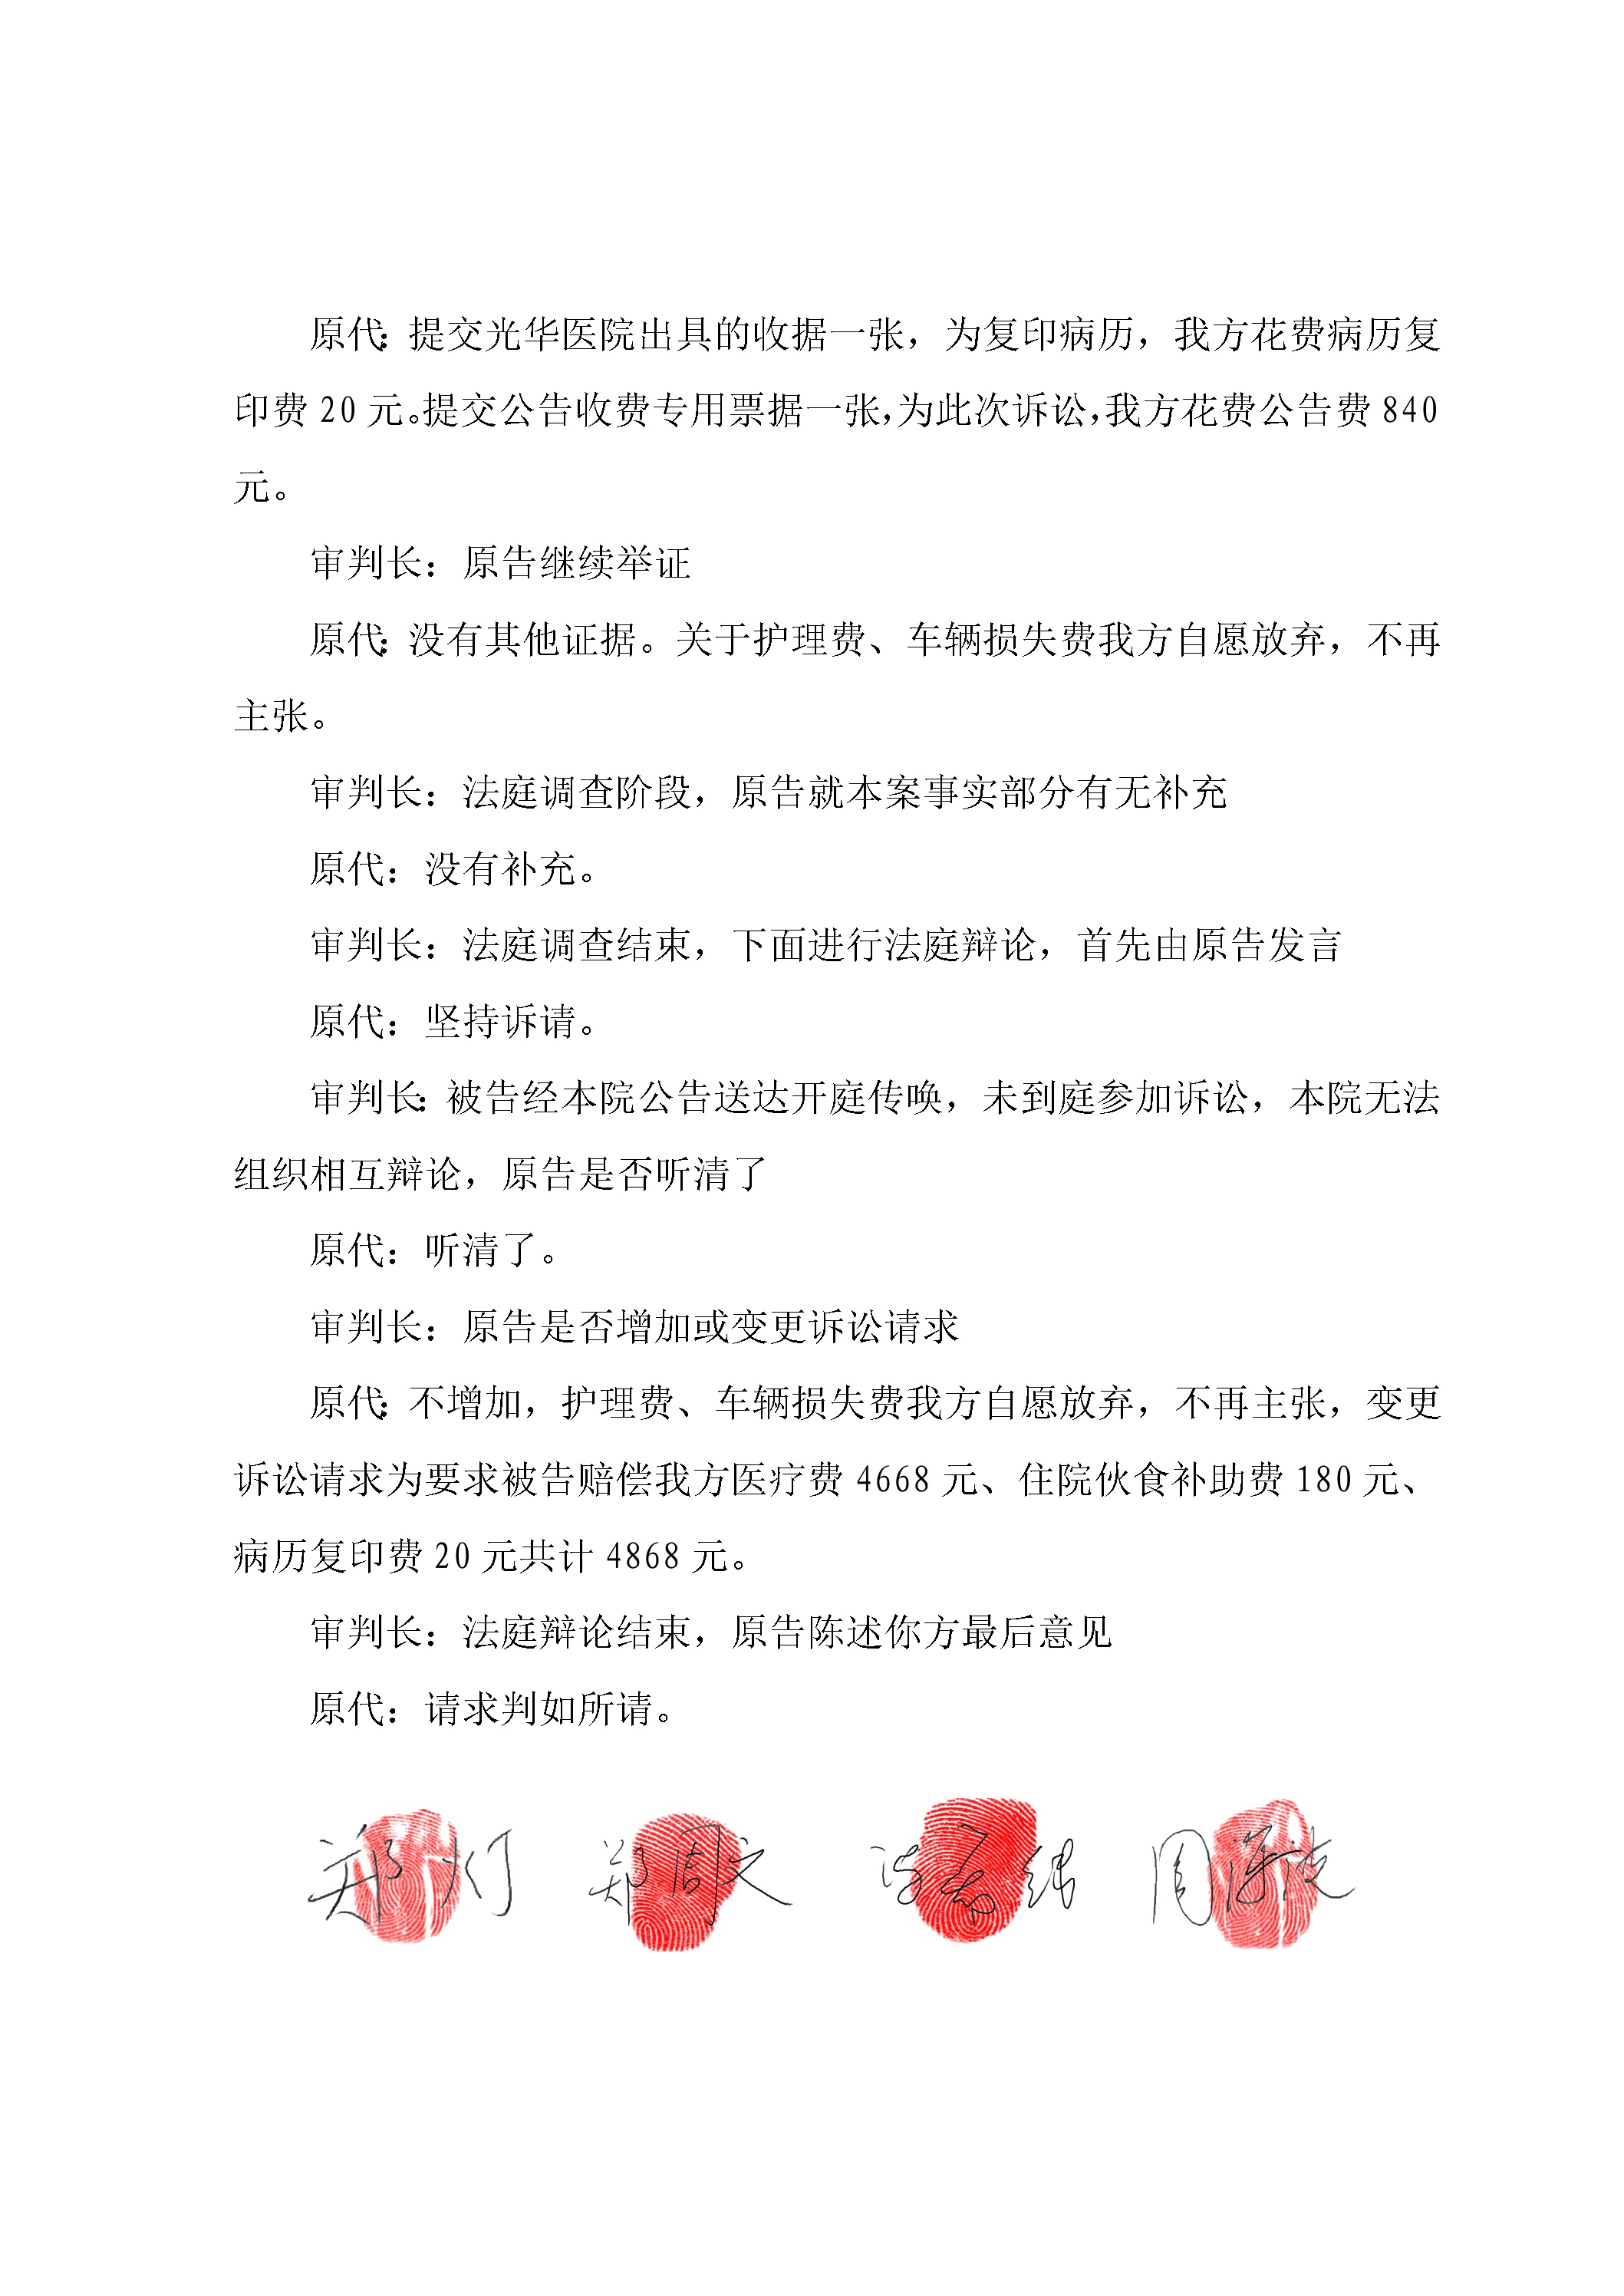 原代：提交光华医院出具的收据一张，为复印病历，我方花费病历复
印费 20 元。提交公告收费专用票据一张，为此次诉讼，我方花费公告费 840
元。
审判长：原告继续举证
原代：没有其他证据。关于护理费、车辆损失费我方自愿放弃，不再
主张。
审判长：法庭调查阶段，原告就本案事实部分有无补充
原代：没有补充。
审判长：法庭调查结束，下面进行法庭辩论，首先由原告发言
原代：坚持诉请。
审判长：被告经本院公告送达开庭传唤，未到庭参加诉讼，本院无法
组织相互辩论，原告是否听清了
原代：听清了。
审判长：原告是否增加或变更诉讼请求
原代：不增加，护理费、车辆损失费我方自愿放弃，不再主张，变更
诉讼请求为要求被告赔偿我方医疗费 4668 元、住院伙食补助费 180 元、
病历复印费 20 元共计 4868 元。
审判长：法庭辩论结束，原告陈述你方最后意见
原代：请求判如所请。
郑灯 郑周文